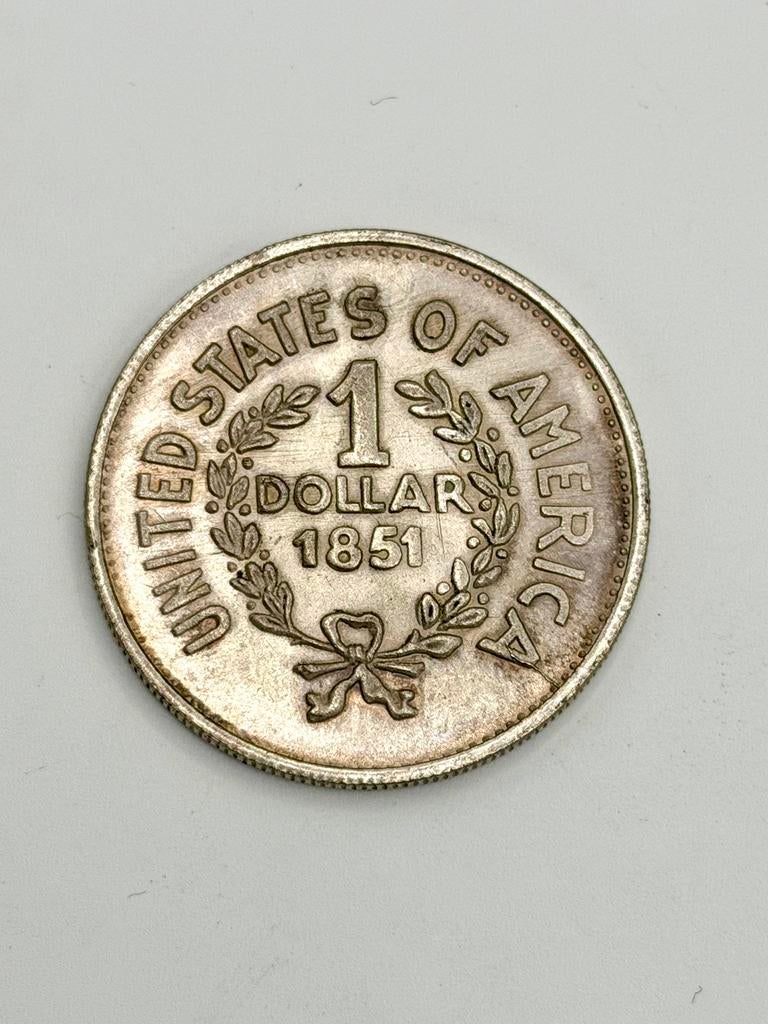 UNITED STATES OF AMERICA
1
DOLLAR
1851